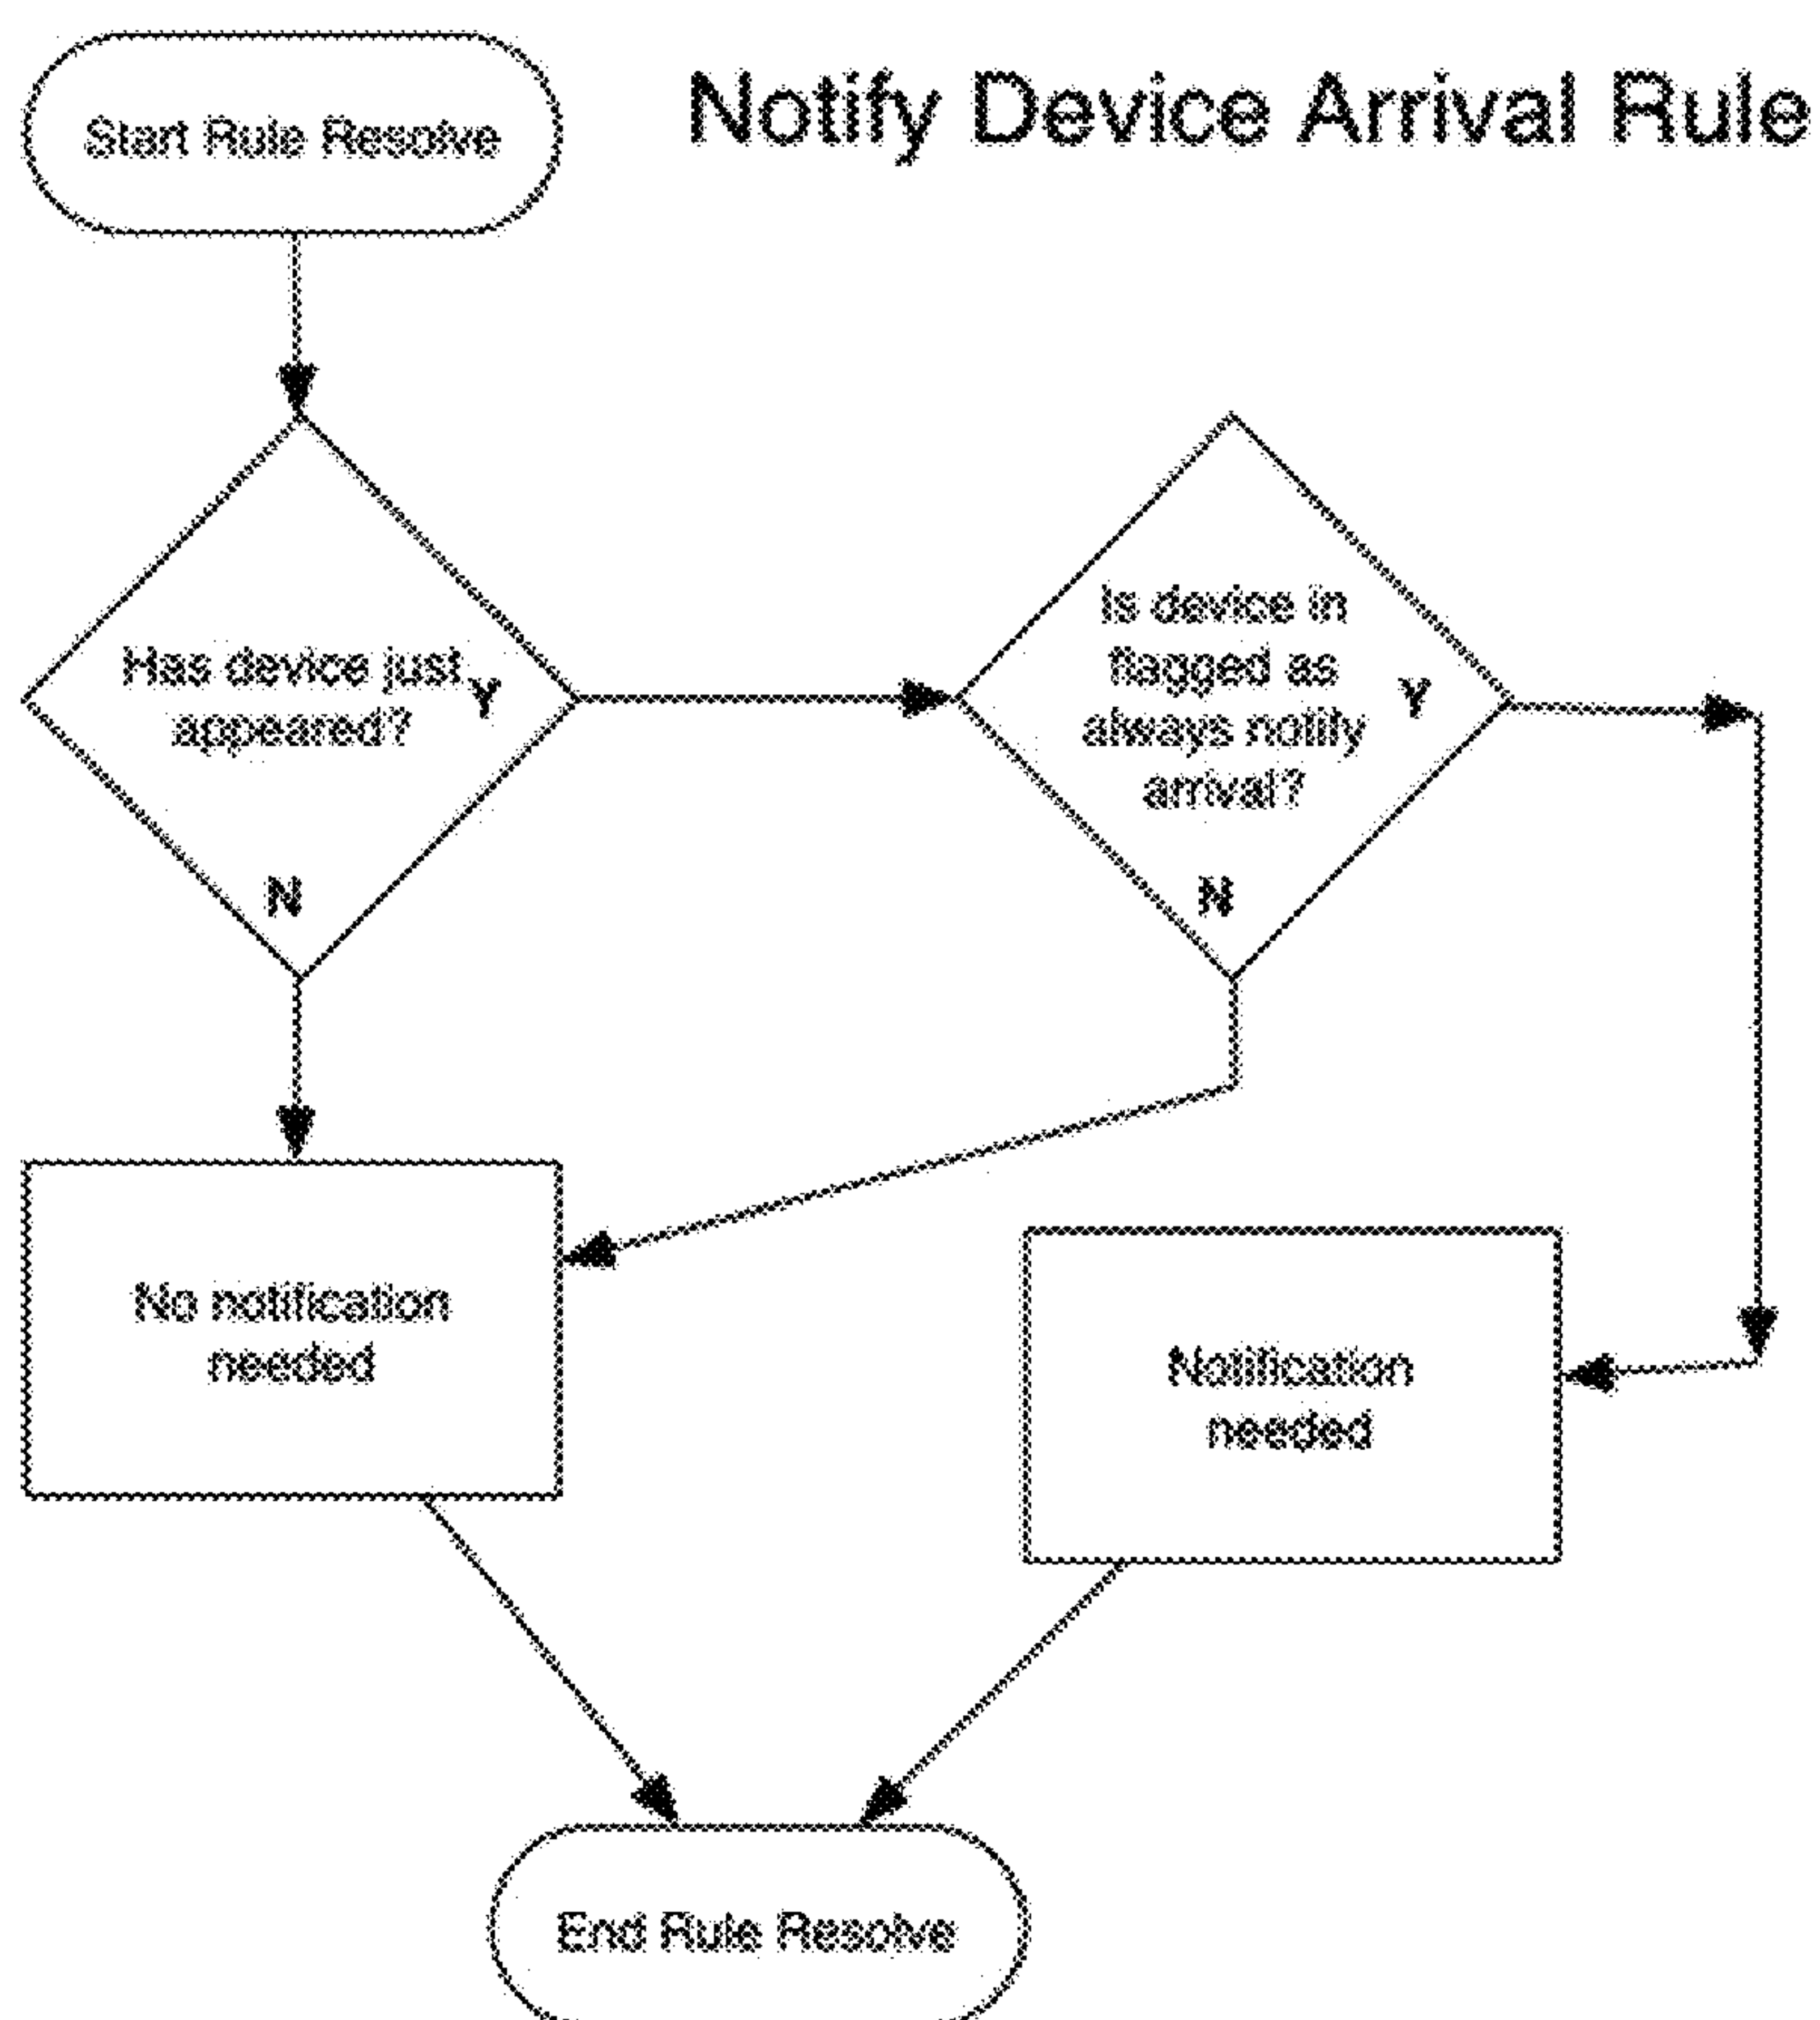 Start Rule Resolve
Notify Device Arrival Rule
Has device just
appeared?
Y
N
Is device in
flagged as
always notify
arrival?
Y
N
No notification
needed
Notification
needed
End Rule Resolve